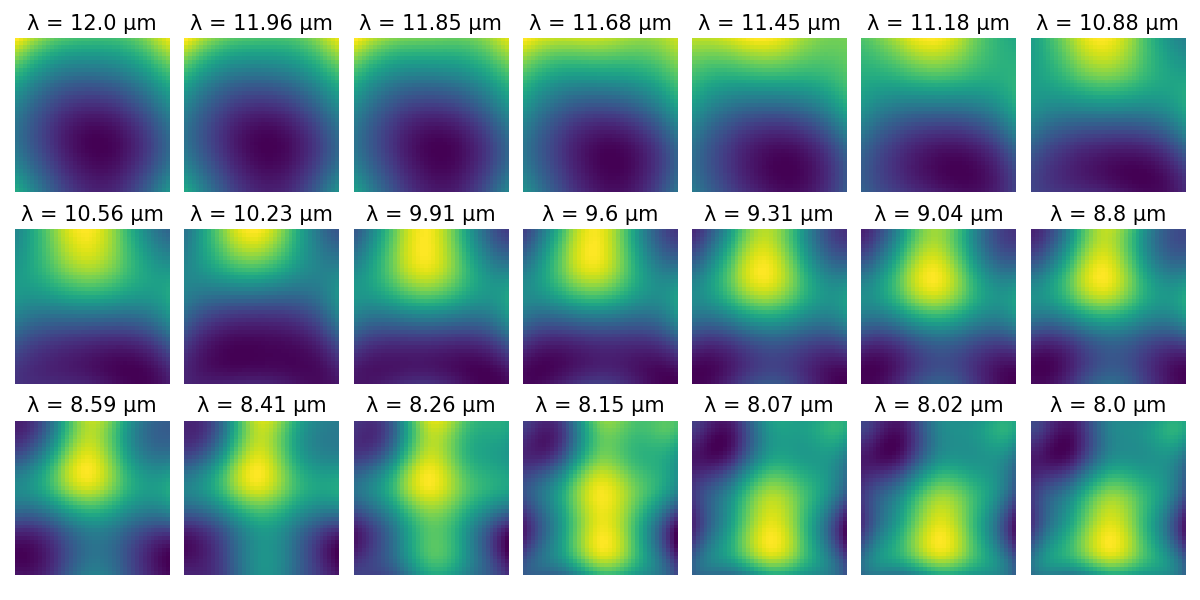 λ = 12.0 µm λ = 11.96 µm λ = 11.85 µm λ = 11.68 µm λ = 11.45 µm λ = 11.18 µm λ = 10.88 µm
λ = 10.56 µm λ = 10.23 µm λ = 9.91 µm λ = 9.6 µm λ = 9.31 µm λ = 9.04 µm λ = 8.8 µm
λ = 8.59 µm λ = 8.41 µm λ = 8.26 µm λ = 8.15 µm λ = 8.07 µm λ = 8.02 µm λ = 8.0 µm